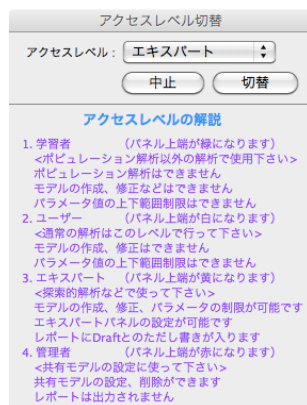 アクセスレベル切替
アクセスレベル： エキスパート
中止 切替
アクセスレベルの解説
1. 学習者 （パネル上端が緑になります）
<ポピュレーション解析以外の解析で使用下さい>
ポピュレーション解析はできません
モデルの作成、修正などはできません
パラメータ値の上下範囲制限はできません
2. ユーザー （パネル上端が白になります）
<通常の解析はこのレベルで行って下さい>
モデルの作成、修正はできません
パラメータ値の上下範囲制限はできません
3. エキスパート （パネル上端が黄になります）
<探索的解析などで使って下さい>
モデルの作成、修正、パラメータの制限が可能です
エキスパートパネルの設定が可能です
レポートにDraftとのただし書きが入ります
4. 管理者 （パネル上端が赤になります）
<共有モデルの設定に使って下さい>
共有モデルの設定、削除ができます
レポートは出力されません